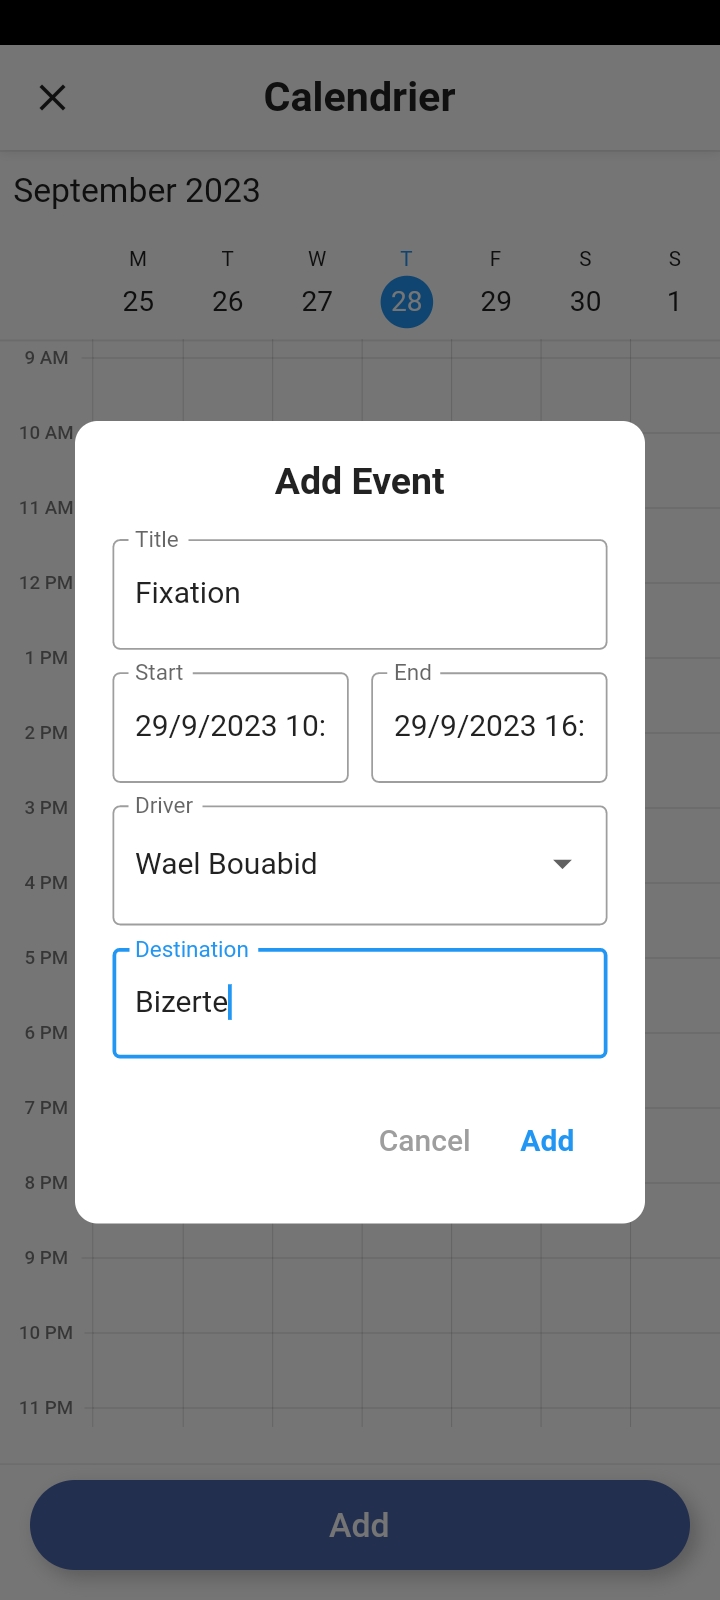 Calendrier
September 2023
M T W T F S S
25 26 27 28 29 30 1
9 AM
10 AM
Add Event
11 AM
Title
12 PM
Fixation
1 PM
Start End
2 PM
29/9/2023 10: 29/9/2023 16:
3 PM
Driver
Wael Bouabid
4 PM
5 PM
Destination
Bizerte
6 PM
7 PM
Cancel Add
8 PM
9 PM
10 PM
11 PM
Add